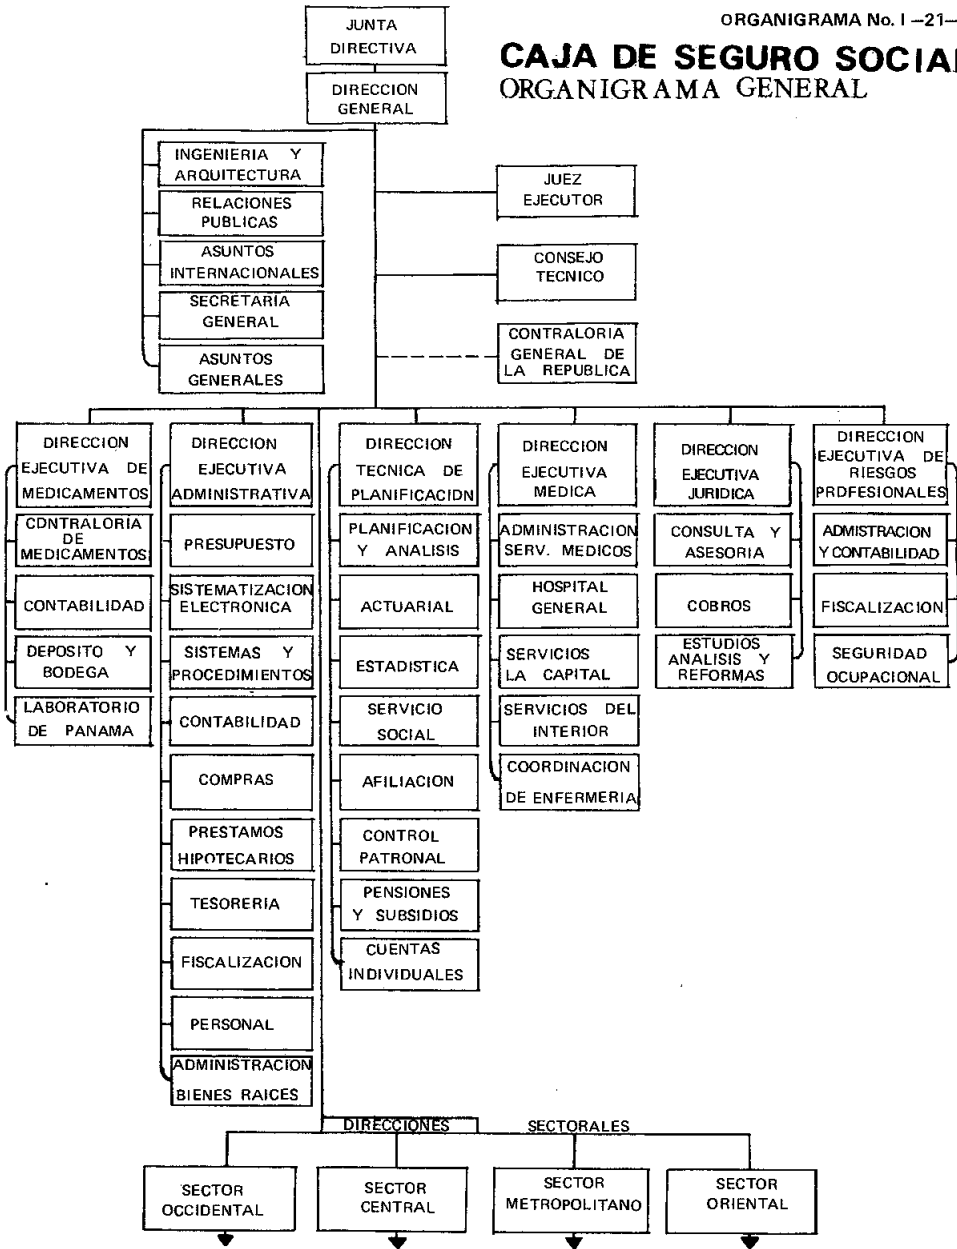 ORGANIGRAMA No. I —21—
CAJA DE SEGURO SOCIAL
ORGANIGRAMA GENERAL
JUNTA
DIRECTIVA
DIRECCION
GENERAL
INGENIERIA Y
ARQUITECTURA
RELACIONES
PUBLICAS
ASUNTOS
INTERNACIONALES
SECRETARIA
GENERAL
ASUNTOS
GENERALES
JUEZ
EJECUTOR
CONSEJO
TECNICO
CONTRALORIA
GENERAL DE
LA REPUBLICA
DIRECCION
EJECUTIVA DE
MEDICAMENTOS
CONTRALORIA
DE
MEDICAMENTOS
CONTABILIDAD
DEPOSITO Y
BODEGA
LABORATORIO
DE PANAMA
DIRECCION
EJECUTIVA
ADMINISTRATIVA
PRESUPUESTO
SISTEMATIZACION
ELECTRONICA
SISTEMAS Y
PROCEDIMIENTOS
CONTABILIDAD
COMPRAS
PRESTAMOS
HIPOTECARIOS
TESORERIA
FISCALIZACION
PERSONAL
ADMINISTRACION
BIENES RAICES
DIRECCION
TECNICA DE
PLANIFICACION
PLANIFICACION
Y ANALISIS
ACTUARIAL
ESTADISTICA
SERVICIO
SOCIAL
AFILIACION
CONTROL
PATRONAL
PENSIONES
Y SUBSIDIOS
CUENTAS
INDIVIDUALES
DIRECCION
EJECUTIVA
MEDICA
ADMINISTRACION
SERV. MEDICOS
HOSPITAL
GENERAL
SERVICIOS
LA CAPITAL
SERVICIOS DEL
INTERIOR
COORDINACION
DE ENFERMERIA
DIRECCION
EJECUTIVA
JURIDICA
CONSULTA Y
ASESORIA
COBROS
ESTUDIOS
ANALISIS Y
REFORMAS
DIRECCION
EJECUTIVA DE
RIESGOS
PROFESIONALES
ADMISTRACION
Y CONTABILIDAD
FISCALIZACION
SEGURIDAD
OCUPACIONAL
DIRECCIONES SECTORALES
SECTOR
OCCIDENTAL
SECTOR
CENTRAL
SECTOR
METROPOLITANO
SECTOR
ORIENTAL